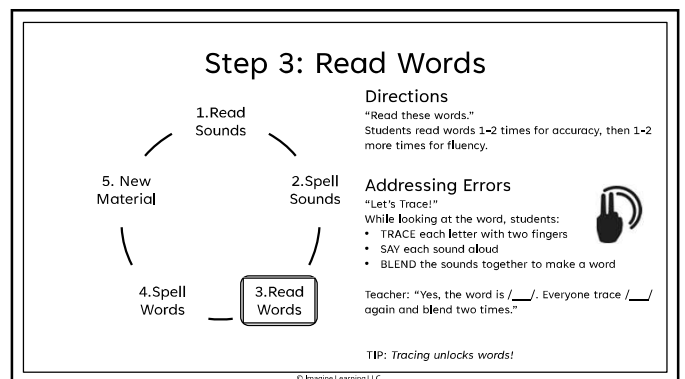 Step 3: Read Words
1.Read
Sounds
2.Spell
Sounds
3.Read
Words
4.Spell
Words
5. New
Material
Directions
“Read these words.”
Students read words 1–2 times for accuracy, then 1–2
more times for fluency.
Addressing Errors
“Let’s Trace!”
While looking at the word, students:
• TRACE each letter with two fingers
• SAY each sound aloud
• BLEND the sounds together to make a word
Teacher: “Yes, the word is /___/. Everyone trace /___/
again and blend two times.”
TIP: Tracing unlocks words!
© Imagine Learning LLC